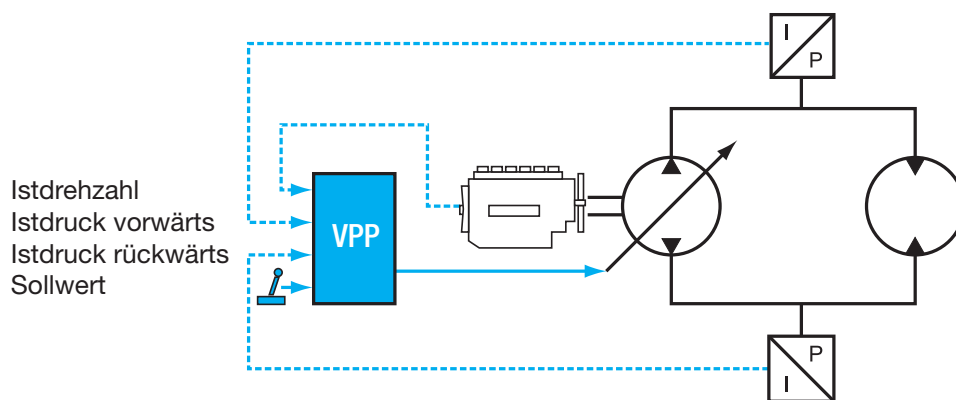 I
P
Istdrehzahl
Istdruck vorwärts
Istdruck rückwärts
Sollwert
VPP
P
I